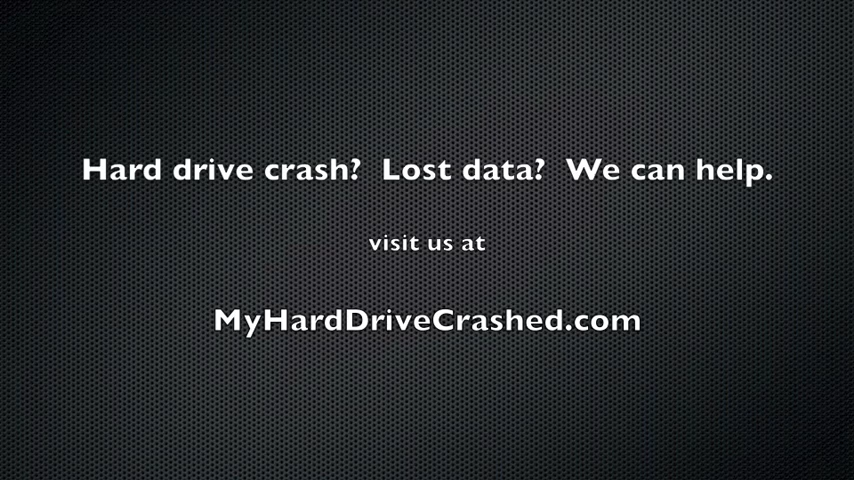 Hard drive crash?  Lost data?  We can help.
visit us at
MyHardDriveCrashed.com